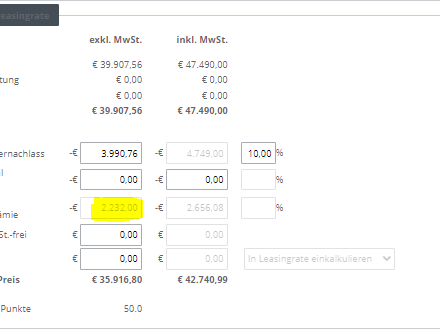 easingrate
exkl. MwSt. inkl. MwSt.
€ 39.907,56 € 47.490,00
tung € 0,00 € 0,00
€ 0,00 € 0,00
€ 39.907,56 € 47.490,00
ernachlass -€ 3.990,76 -€ 4.749,00 10,00 %
il
-€ 0,00 -€ 0,00 %
-€ 2.232,00 -€ 2.656,08 %
ämie
St.-frei € 0,00 € 0,00
€ 0,00 € 0,00 In Leasingrate einkalkulieren
Preis € 35.916,80 € 42.740,99
Punkte 50.0